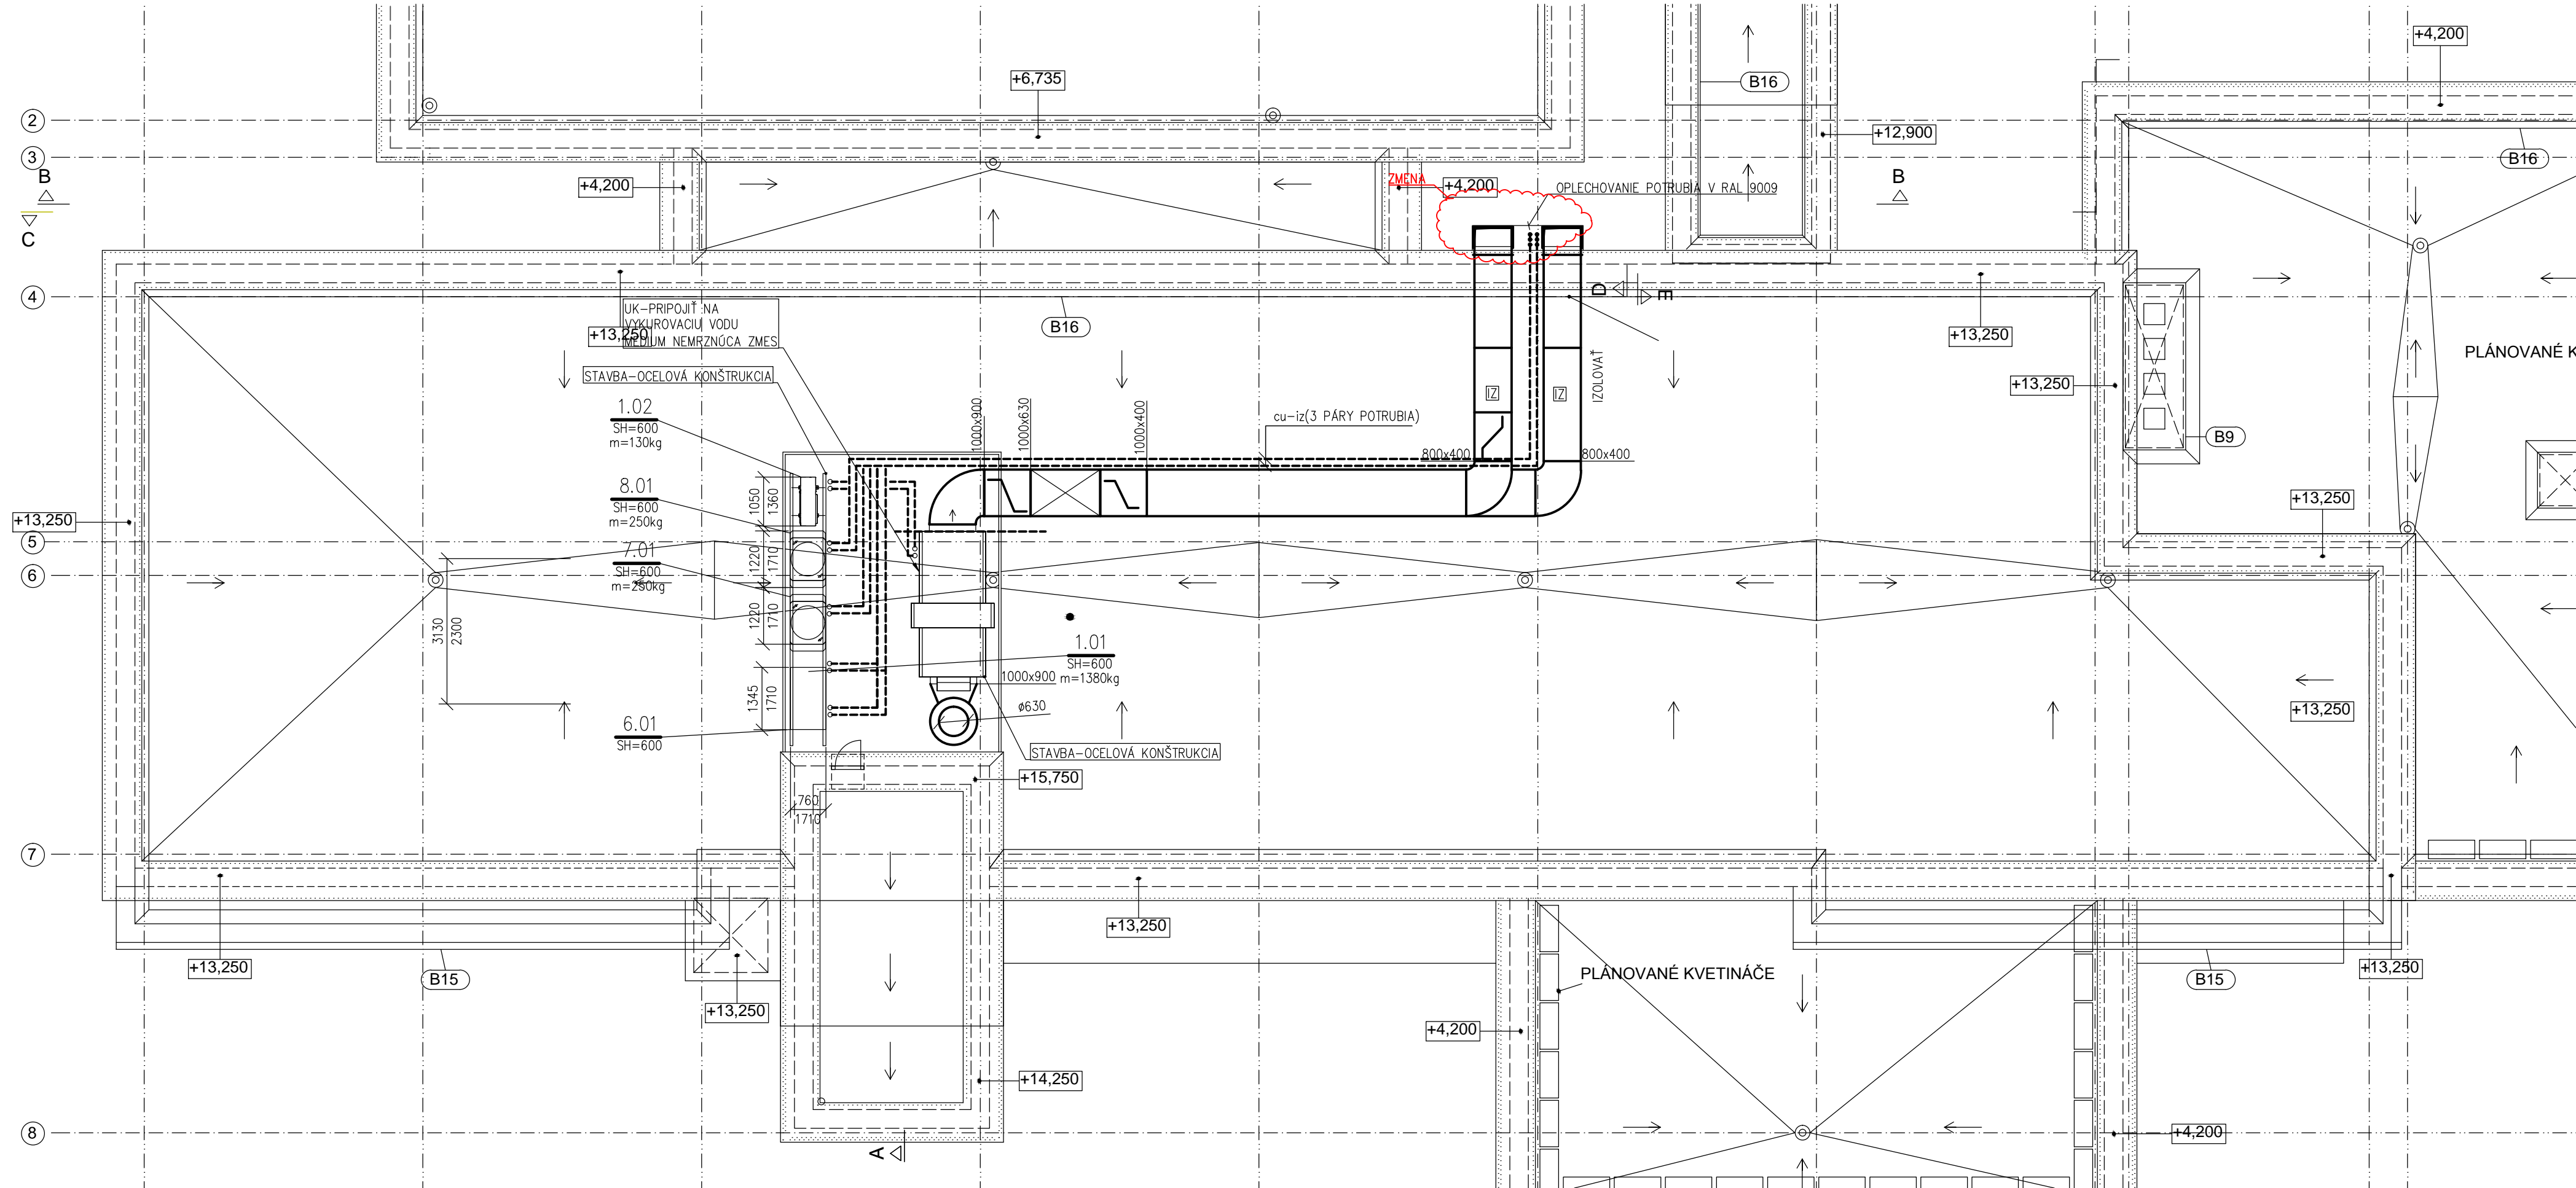 +4,200
+6,735
B16
2
+12,900
3
B16
B
+4,200
ZMENA
+4,200
OPLECHOVANIE POTRUBIA V RAL 9009
B
C
4
D
E
UK-PRIPOJIŤ NA
VYKUROVACIU VODU
MÉDIUM NEMRZNÚCA ZMES
+13,250
B16
+13,250
PLÁNOVANÉ K
STAVBA-OCELOVÁ KONŠTRUKCIA
IZOLOVAŤ
+13,250
IZ
IZ
1.02
SH=600
m=130kg
1000x900
1000x630
1000x400
cu-iz(3 PÁRY POTRUBIA)
B9
800x400
800x400
8.01
SH=600
m=250kg
1050
1360
+13,250
+13,250
5
7.01
SH=600
m=250kg
1220
1710
6
1220
1710
3130
2300
1.01
SH=600
m=1380kg
1000x900
1345
1710
ø630
+13,250
6.01
SH=600
STAVBA-OCELOVÁ KONŠTRUKCIA
+15,750
760
1710
7
+13,250
+13,250
B15
+13,250
PLÁNOVANÉ KVETINÁČE
B15
+13,250
+4,200
+14,250
8
+4,200
A